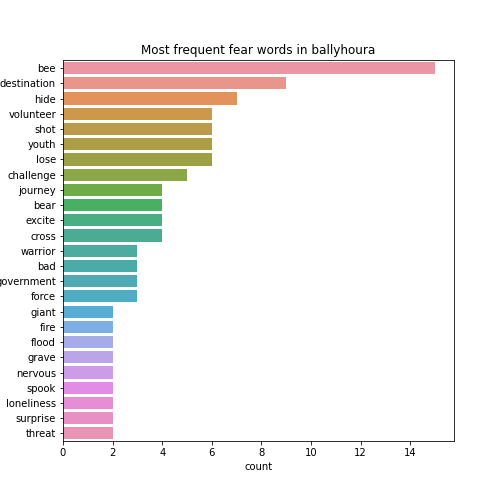 Most frequent fear words in ballyhoura
bee
destination
hide
volunteer
shot
youth
lose
challenge
journey
bear
excite
cross
warrior
bad
government
force
giant
fire
flood
grave
nervous
spook
loneliness
surprise
threat
0 2 4 6 8 10 12 14
count